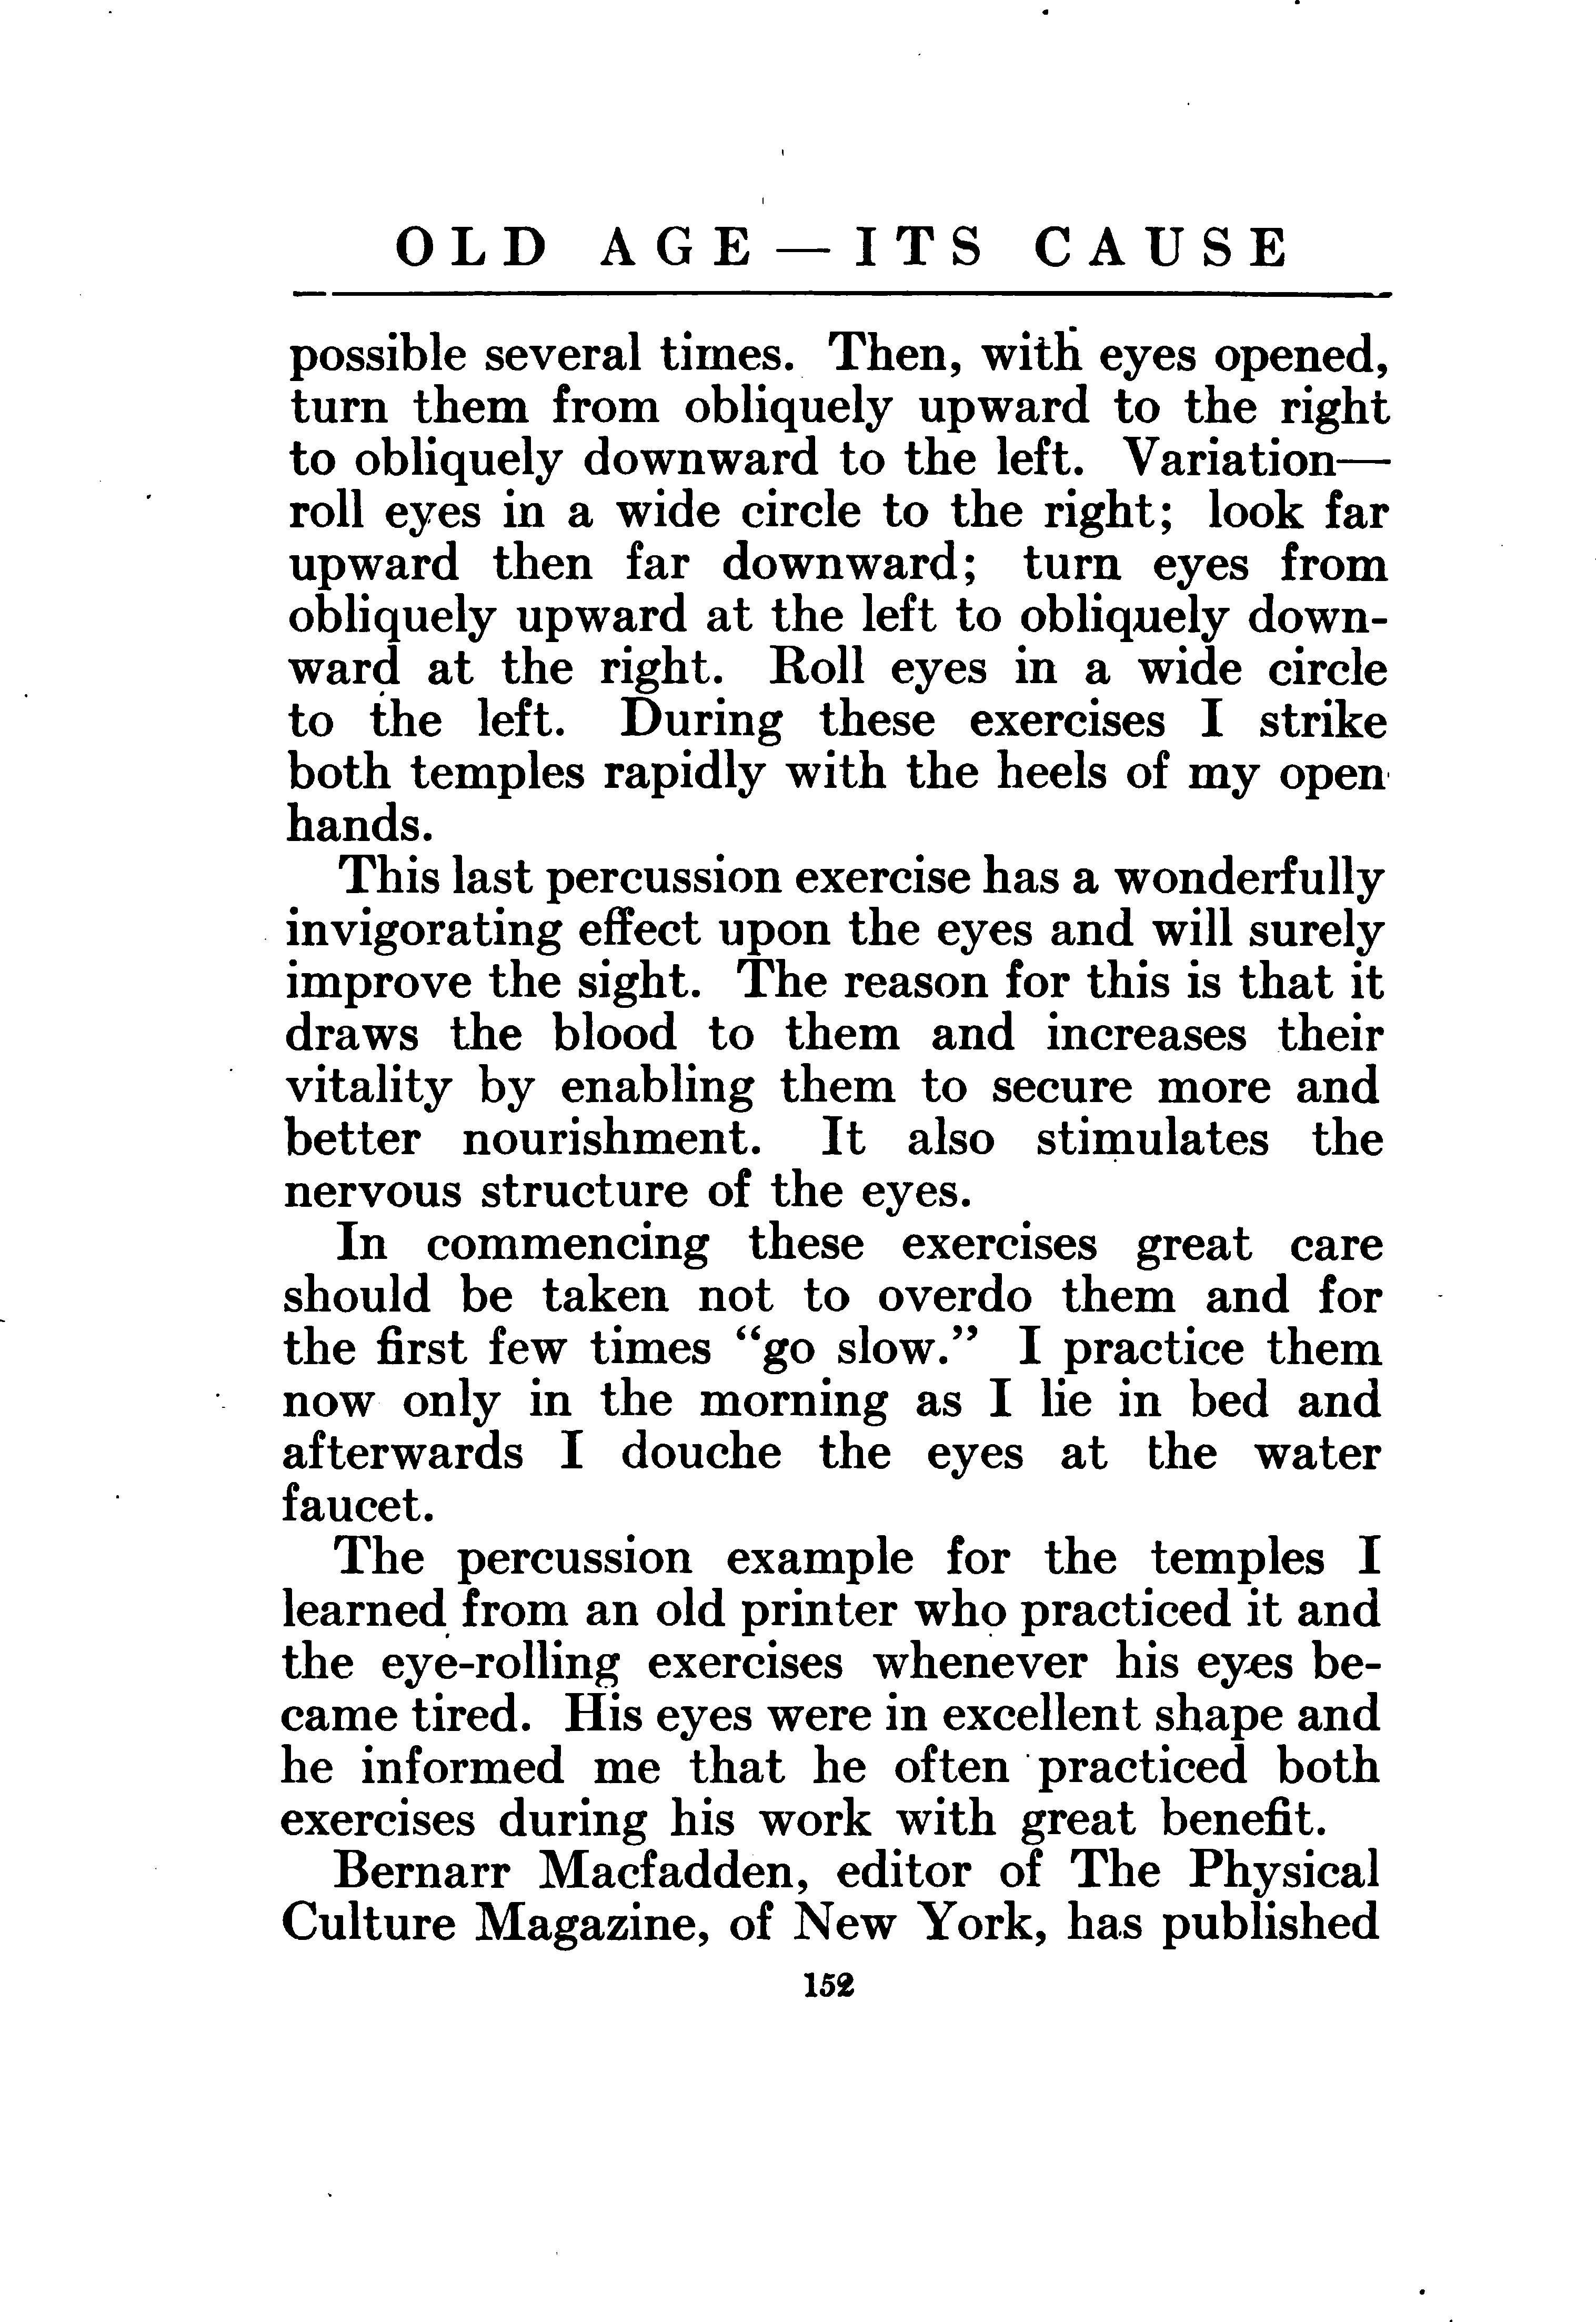 OLD AGE—ITS CAUSE
possible several times. Then, with eyes opened,
turn them from obliquely upward to the right
to obliquely downward to the left. Variation—
roll eyes in a wide circle to the right; look far
upward then far downward; turn eyes from
obliquely upward at the left to obliquely down-
ward at the right. Roll eyes in a wide circle
to the left. During these exercises I strike
both temples rapidly with the heels of my open
hands.
This last percussion exercise has a wonderfully
invigorating effect upon the eyes and will surely
improve the sight. The reason for this is that it
draws the blood to them and increases their
vitality by enabling them to secure more and
better nourishment. It also stimulates the
nervous structure of the eyes.
In commencing these exercises great care
should be taken not to overdo them and for
the first few times “go slow.” I practice them
now only in the morning as I lie in bed and
afterwards I douche the eyes at the water
faucet.
The percussion example for the temples I
learned from an old printer who practiced it and
the eye-rolling exercises whenever his eyes be-
came tired. His eyes were in excellent shape and
he informed me that he often practiced both
exercises during his work with great benefit.
Bernarr Macfadden, editor of The Physical
Culture Magazine, of New York, has published
152